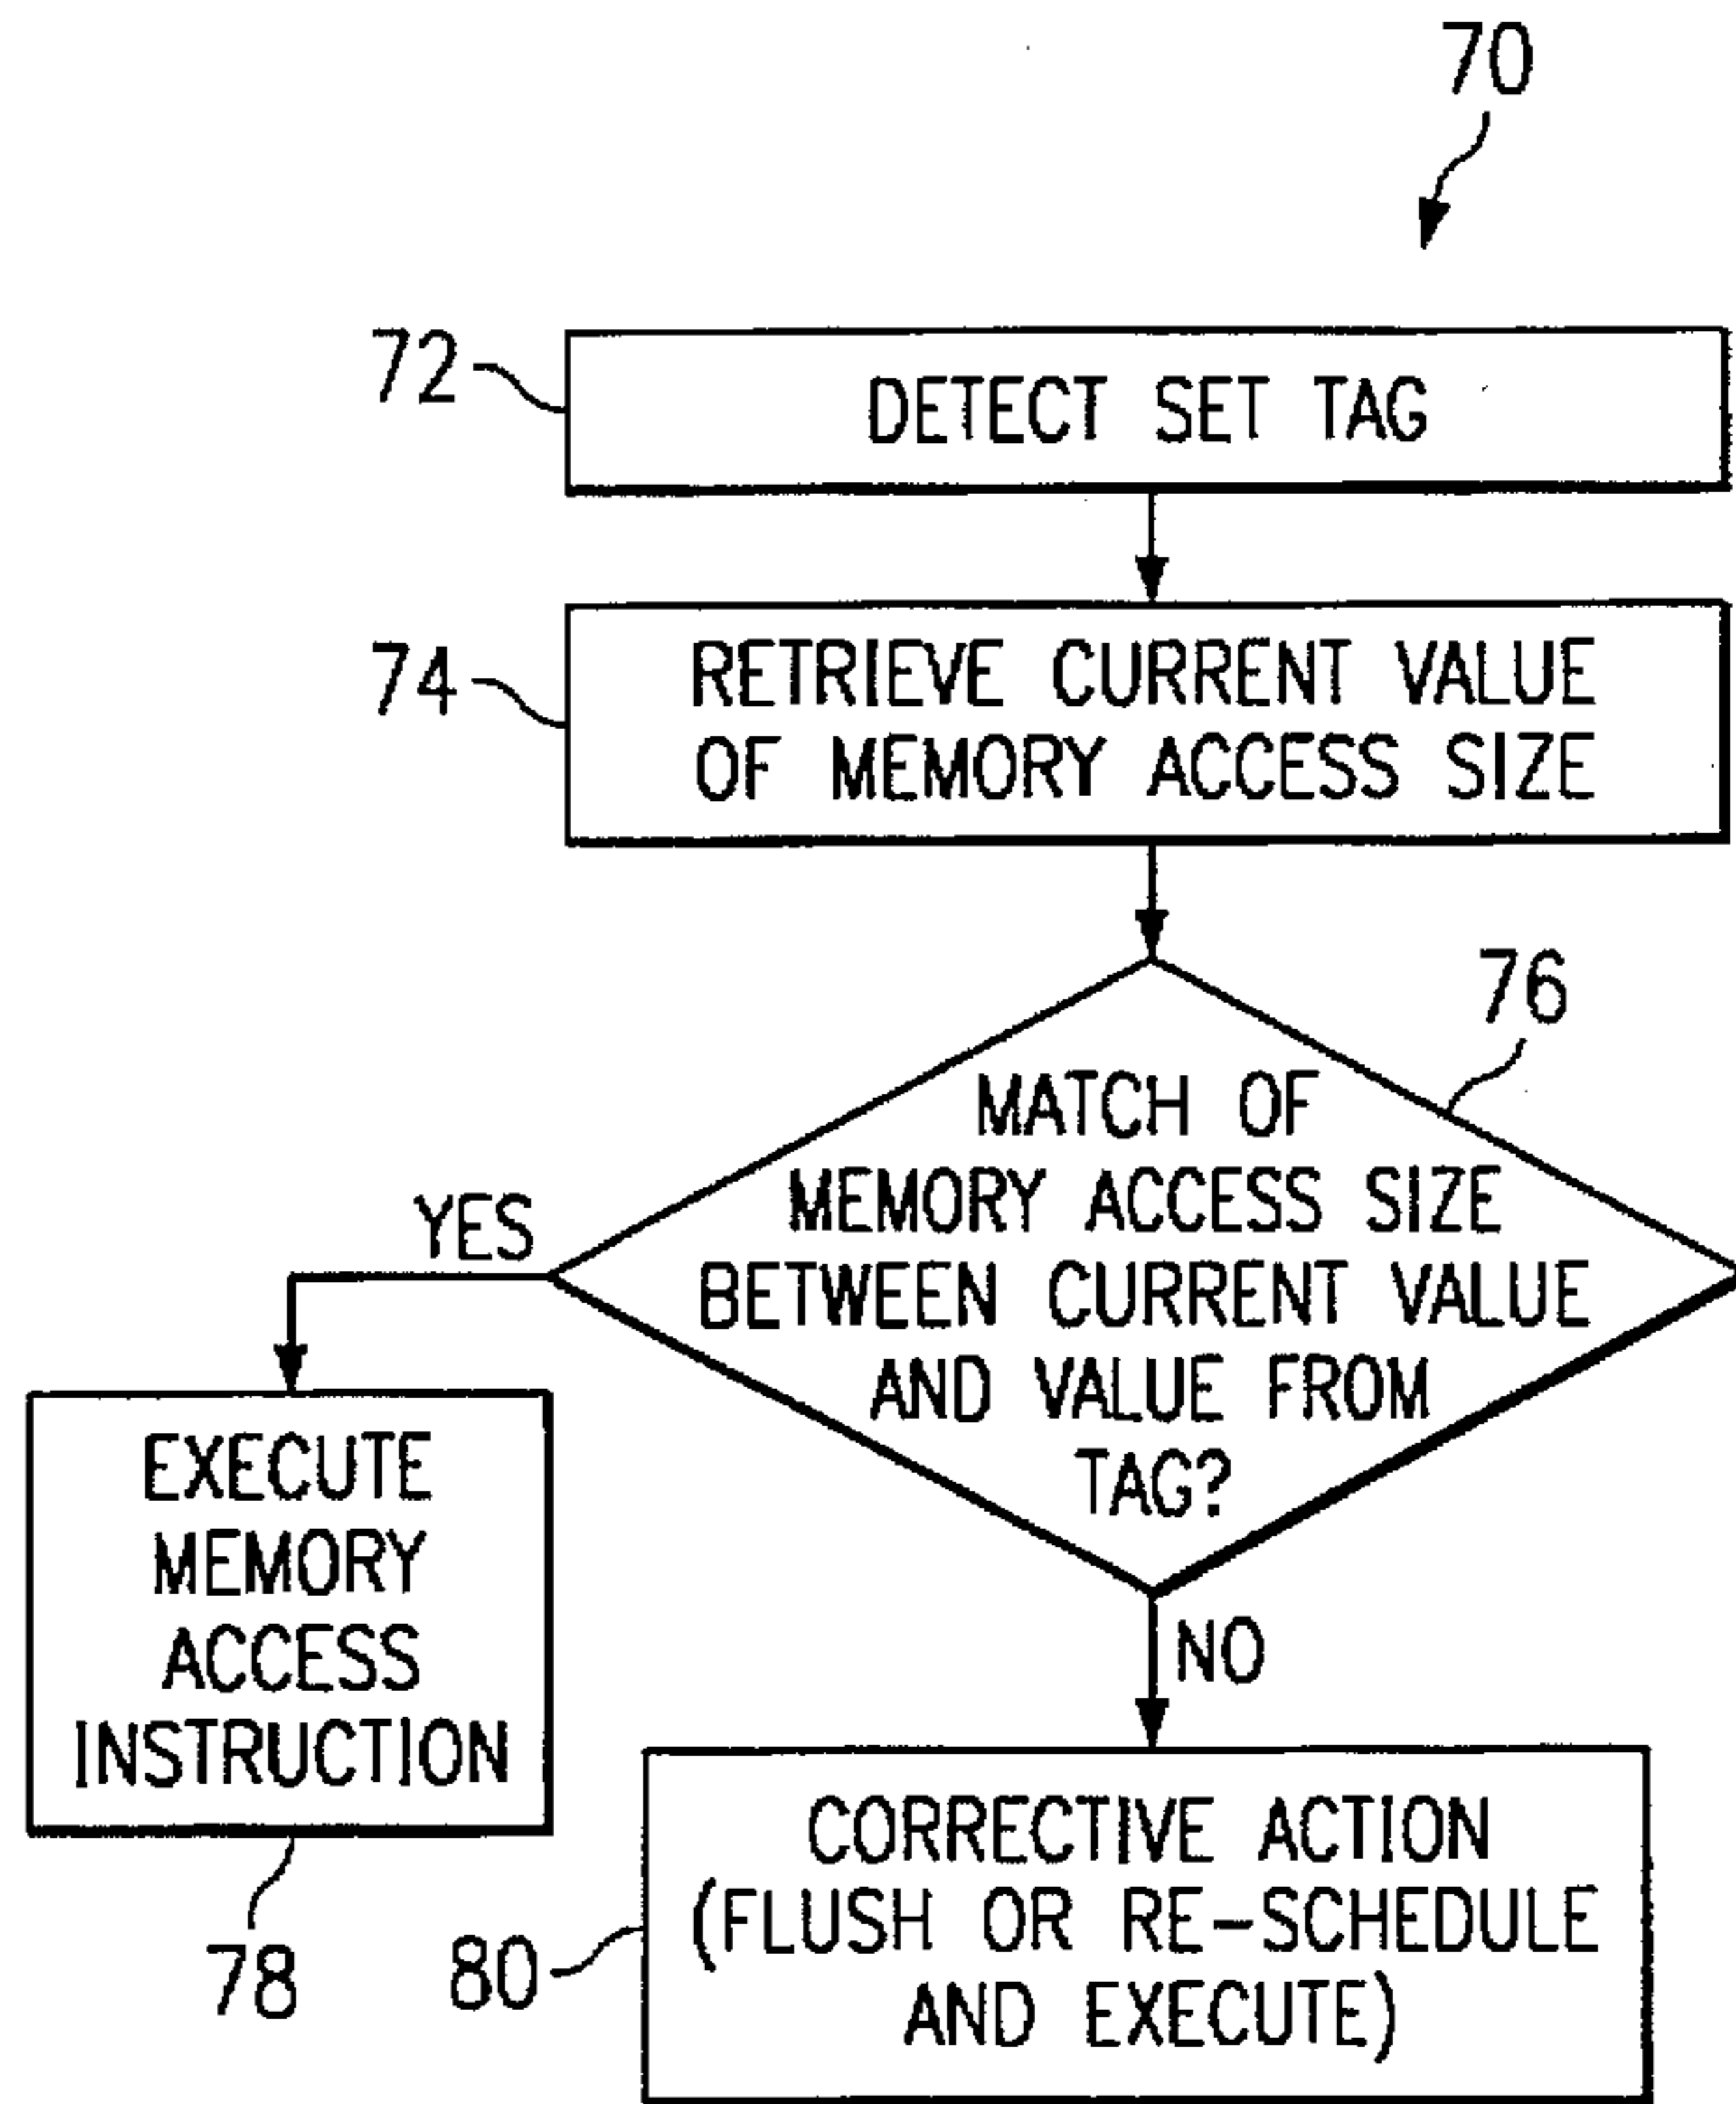 70
72
DETECT SET TAG
74
RETRIEVE CURRENT VALUE
OF MEMORY ACCESS SIZE
76
MATCH OF
MEMORY ACCESS SIZE
BETWEEN CURRENT VALUE
AND VALUE FROM
TAG?
YES
EXECUTE
MEMORY
ACCESS
INSTRUCTION
78
NO
80
CORRECTIVE ACTION
(FLUSH OR RE-SCHEDULE
AND EXECUTE)